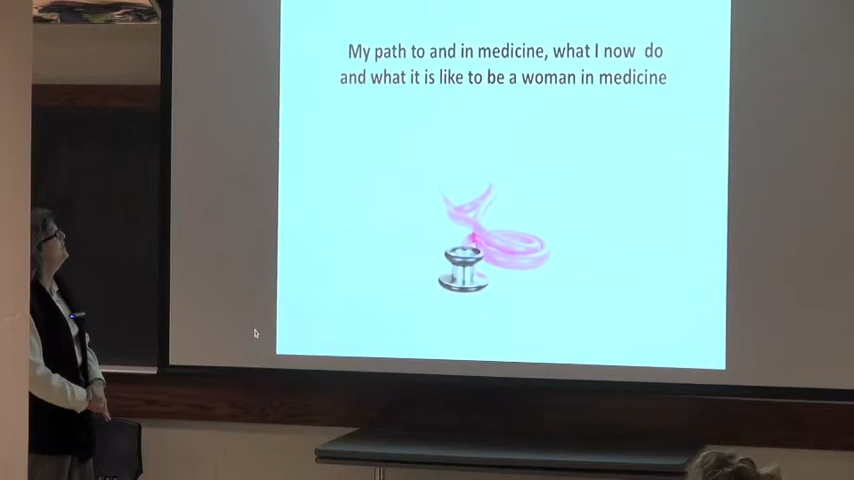 My path to and in medicine, what I now do
and what it is like to be a woman in medicine